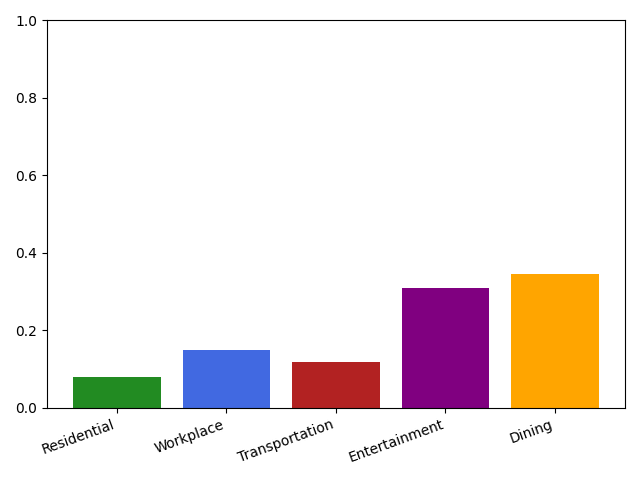 1.0
0.8
0.6
0.4
0.2
0.0
Residential
Workplace
Transportation
Entertainment
Dining